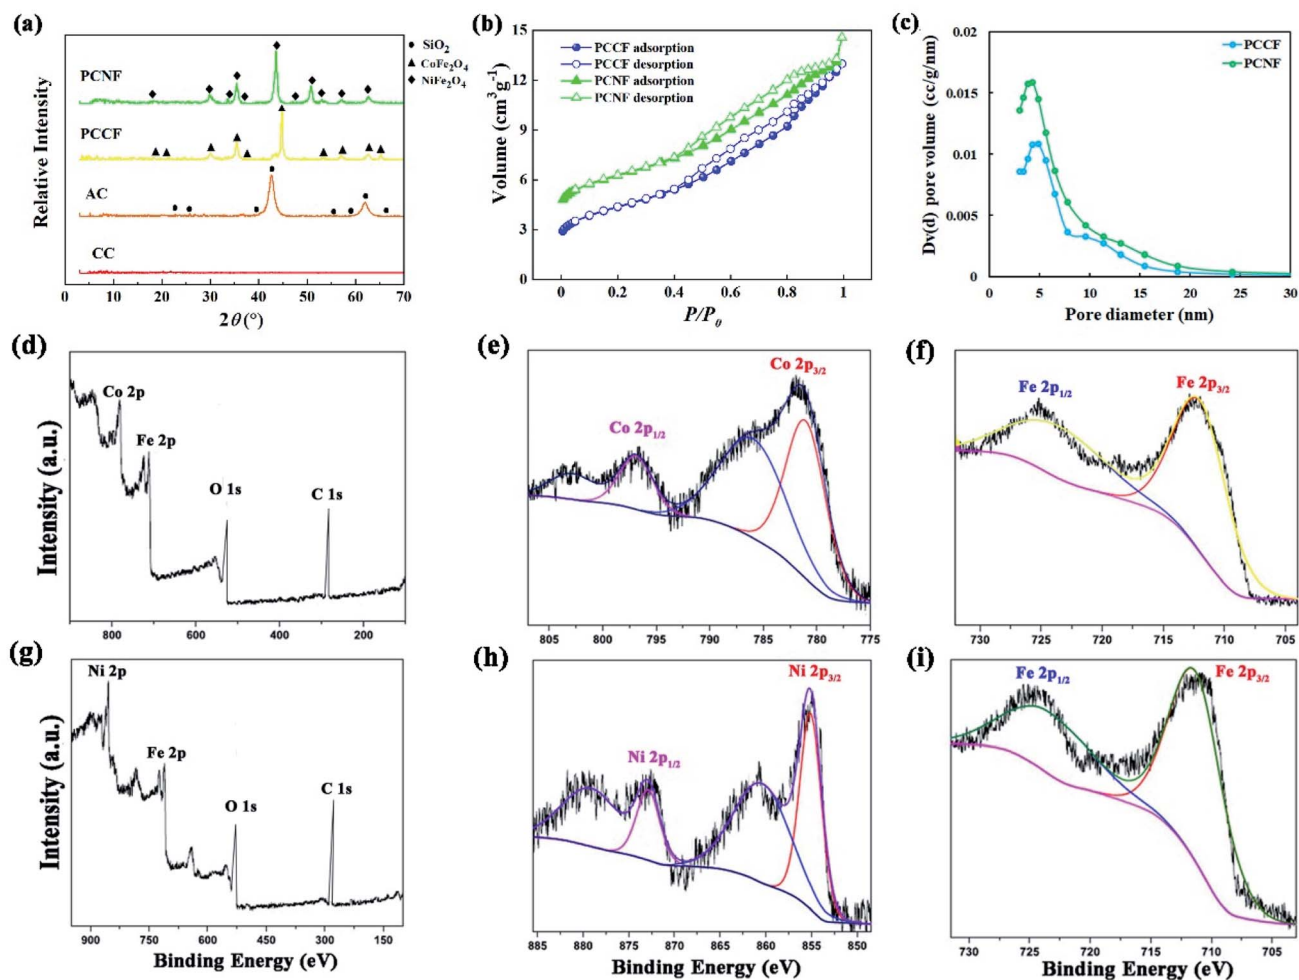 (a)
PCNF
PCCF
AC
CC
SiO₂
CoFe₂O₄
NiFe₂O₄
Relative Intensity
0 10 20 30 40 50 60 70
2θ (°)
(b)
PCCF adsorption
PCCF desorption
PCNF adsorption
PCNF desorption
Volume (cm³g⁻¹)
15
12
9
6
3
0
0 0.2 0.4 0.6 0.8 1
P/P₀
(c)
PCCF
PCNF
Dv(d) pore volume (cc/g/nm)
0.02
0.015
0.01
0.005
0
0 5 10 15 20 25 30
Pore diameter (nm)
(d)
Co 2p
Fe 2p
O 1s
C 1s
Intensity (a.u.)
800 600 400 200
(e)
Co 2p₃/₂
Co 2p₁/₂
805 800 795 790 785 780 775
(f)
Fe 2p₁/₂
Fe 2p₃/₂
730 725 720 715 710 705
(g)
Ni 2p
Fe 2p
O 1s
C 1s
Intensity (a.u.)
900 750 600 450 300 150
Binding Energy (eV)
(h)
Ni 2p₃/₂
Ni 2p₁/₂
885 880 875 870 865 860 855 850
Binding Energy (eV)
(i)
Fe 2p₁/₂
Fe 2p₃/₂
730 725 720 715 710 705
Binding Energy (eV)